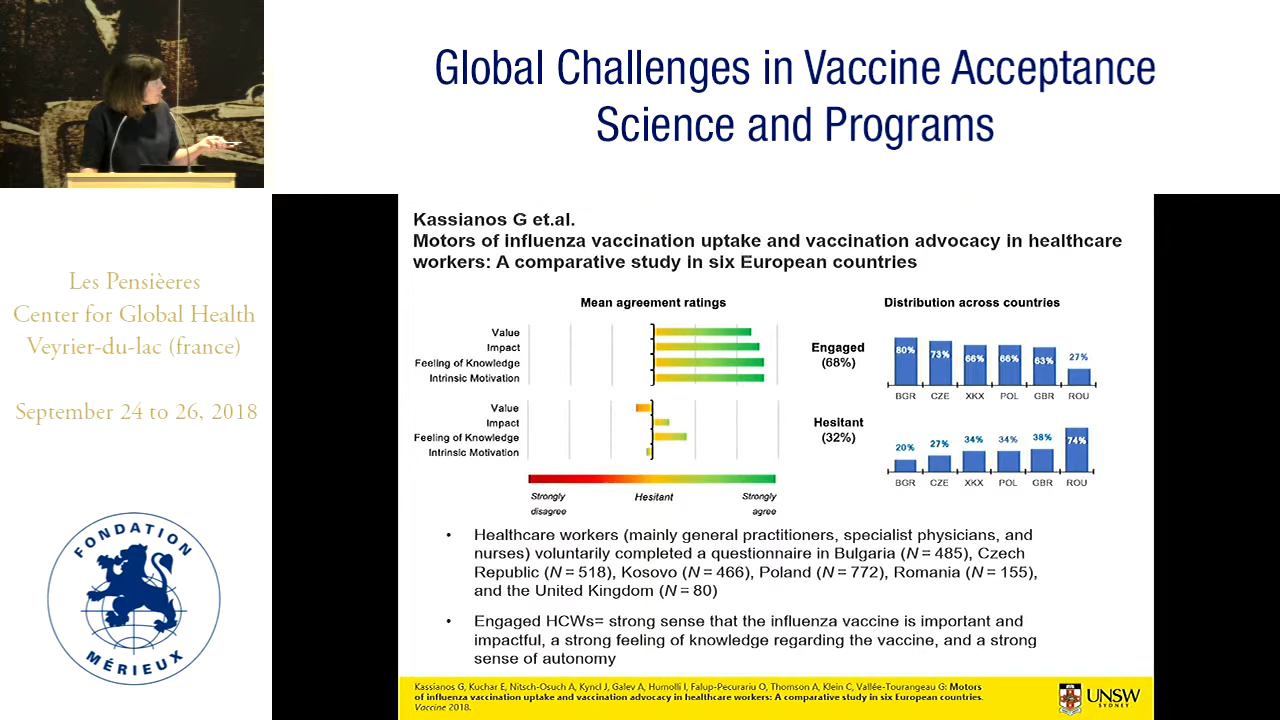 Global Challenges in Vaccine Acceptance
Science and Programs
Les Pensièeres
Center for Global Health
Veyrier-du-lac (france)
September 24 to 26, 2018
FONDATION
MÉRIEUX
Kassianos G et.al.
Motors of influenza vaccination uptake and vaccination advocacy in healthcare
workers: A comparative study in six European countries
Mean agreement ratings
Value
Impact
Feeling of Knowledge
Intrinsic Motivation
Value
Impact
Feeling of Knowledge
Intrinsic Motivation
Strongly disagree
Hesitant
Strongly agree
Distribution across countries
Engaged
(68%)
80% 73% 66% 66% 63% 27%
BGR CZE XKX POL GBR ROU
Hesitant
(32%)
20% 27% 34% 34% 38% 74%
BGR CZE XKX POL GBR ROU
• Healthcare workers (mainly general practitioners, specialist physicians, and
nurses) voluntarily completed a questionnaire in Bulgaria (N = 485), Czech
Republic (N = 518), Kosovo (N = 466), Poland (N = 772), Romania (N = 155),
and the United Kingdom (N = 80)
• Engaged HCWs= strong sense that the influenza vaccine is important and
impactful, a strong feeling of knowledge regarding the vaccine, and a strong
sense of autonomy
Kassianos G, Kuchar E, Nitsch-Osuch A, Kyncl J, Galev A, Humolli I, Falup-Pecurariu O, Thomson A, Klein C, Vallée-Tourangeau G: Motors
of influenza vaccination uptake and vaccination advocacy in healthcare workers: A comparative study in six European countries.
Vaccine 2018.
UNSW
SYDNEY